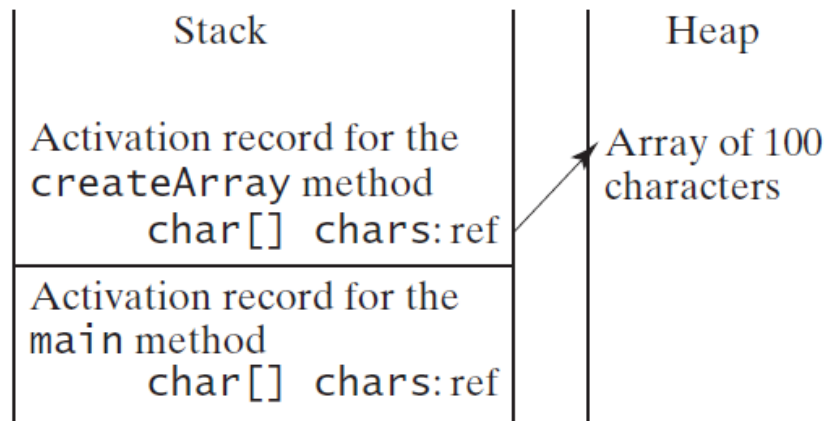 Stack
Heap
Activation record for the
createArray method
char[] chars: ref
Array of 100
characters
Activation record for the
main method
char[] chars: ref